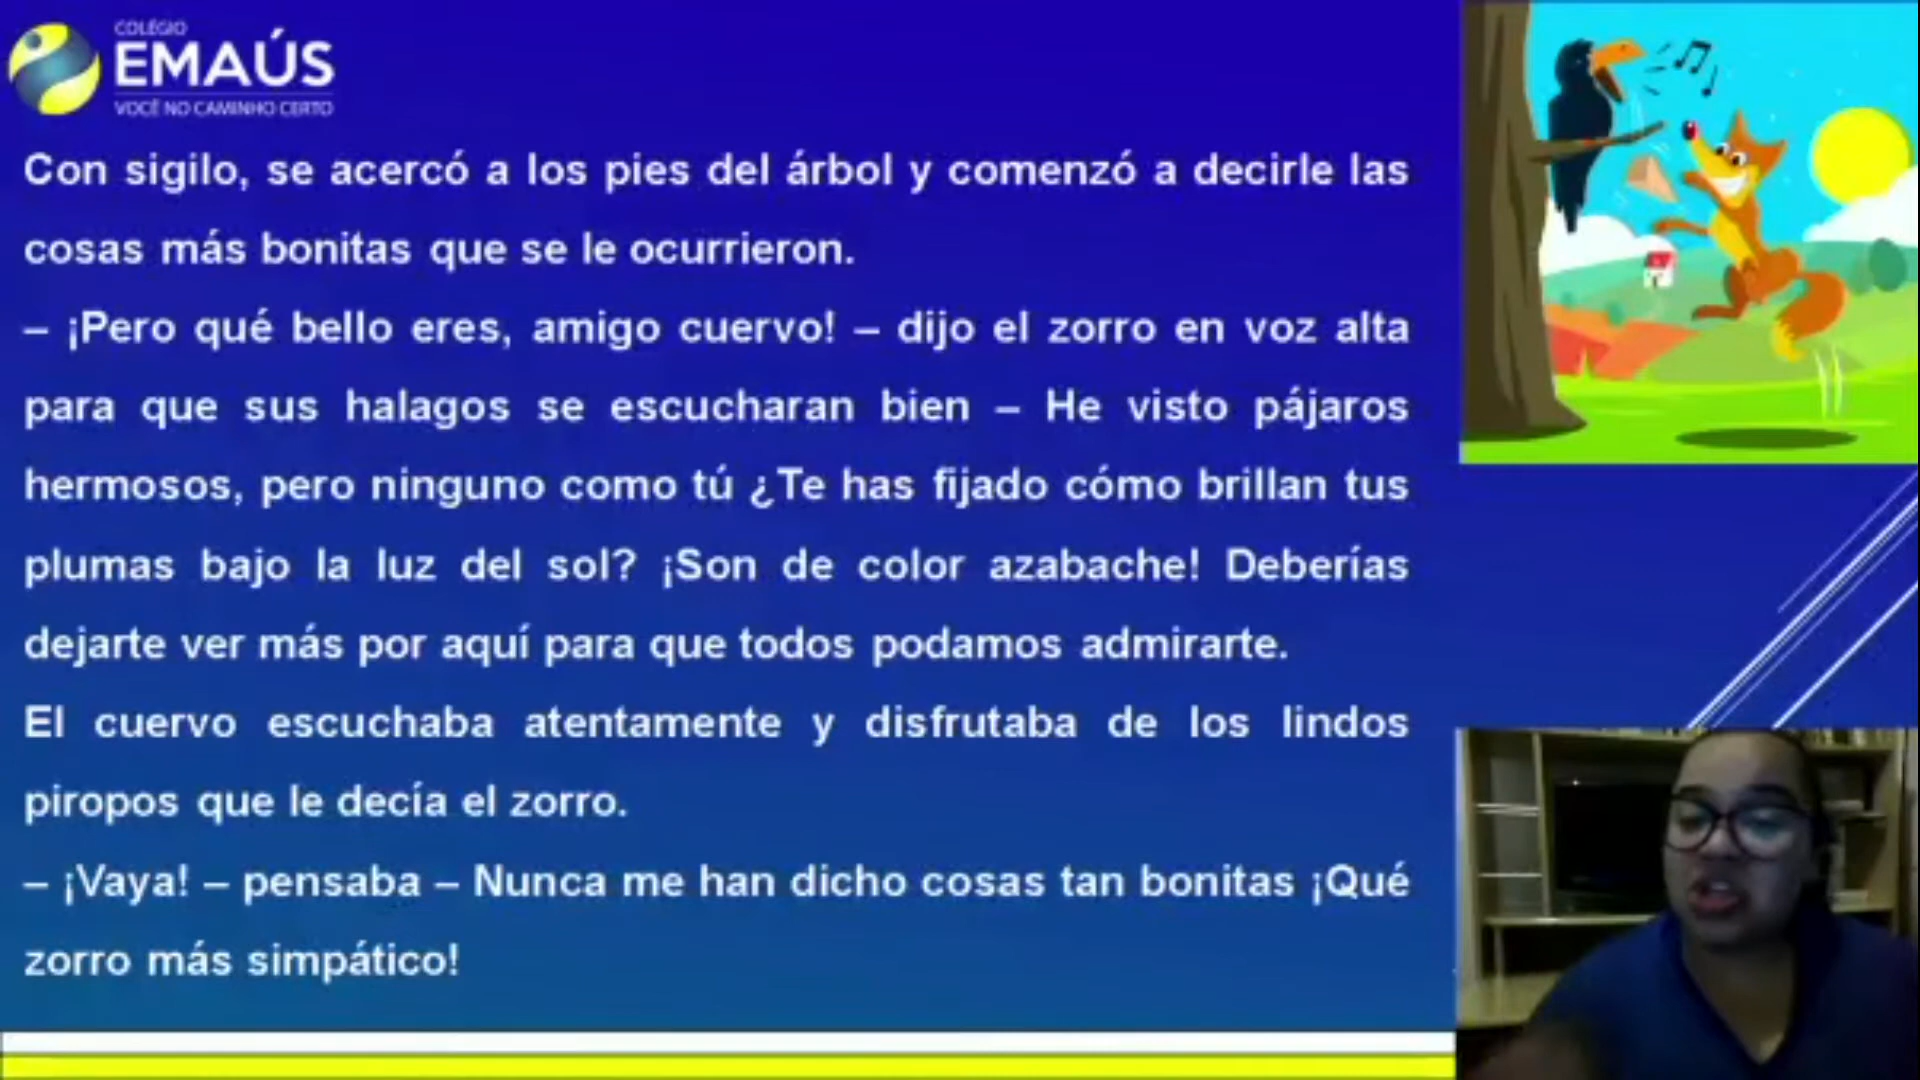 COLÉGIO
EMAÚS
VOCÊ NO CAMINHO CERTO
Con sigilo, se acercó a los pies del árbol y comenzó a decirle las
cosas más bonitas que se le ocurrieron.
– ¡Pero qué bello eres, amigo cuervo! – dijo el zorro en voz alta
para que sus halagos se escucharan bien – He visto pájaros
hermosos, pero ninguno como tú ¿Te has fijado cómo brillan tus
plumas bajo la luz del sol? ¡Son de color azabache! Deberías
dejarte ver más por aquí para que todos podamos admirarte.
El cuervo escuchaba atentamente y disfrutaba de los lindos
piropos que le decía el zorro.
– ¡Vaya! – pensaba – Nunca me han dicho cosas tan bonitas ¡Qué
zorro más simpático!